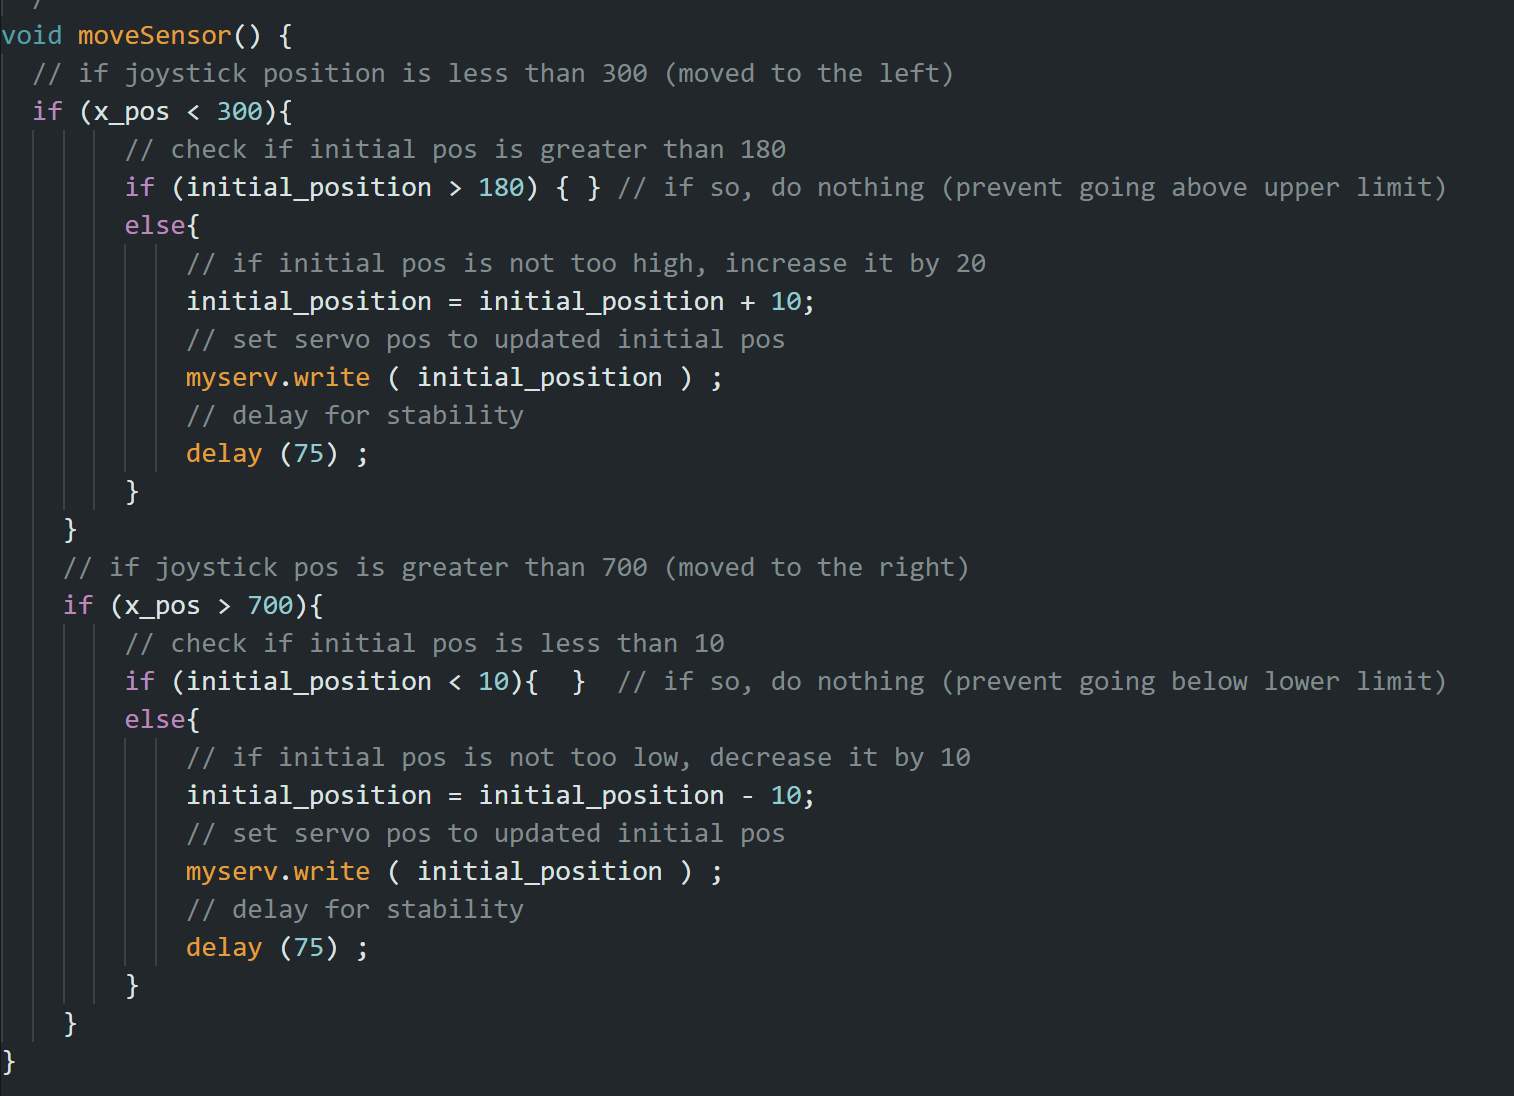 void moveSensor() {
// if joystick position is less than 300 (moved to the left)
if (x_pos < 300){
// check if initial pos is greater than 180
if (initial_position > 180) { } // if so, do nothing (prevent going above upper limit)
else{
// if initial pos is not too high, increase it by 20
initial_position = initial_position + 10;
// set servo pos to updated initial pos
myserv.write ( initial_position ) ;
// delay for stability
delay (75) ;
}
}
// if joystick pos is greater than 700 (moved to the right)
if (x_pos > 700){
// check if initial pos is less than 10
if (initial_position < 10){  }  // if so, do nothing (prevent going below lower limit)
else{
// if initial pos is not too low, decrease it by 10
initial_position = initial_position - 10;
// set servo pos to updated initial pos
myserv.write ( initial_position ) ;
// delay for stability
delay (75) ;
}
}
}